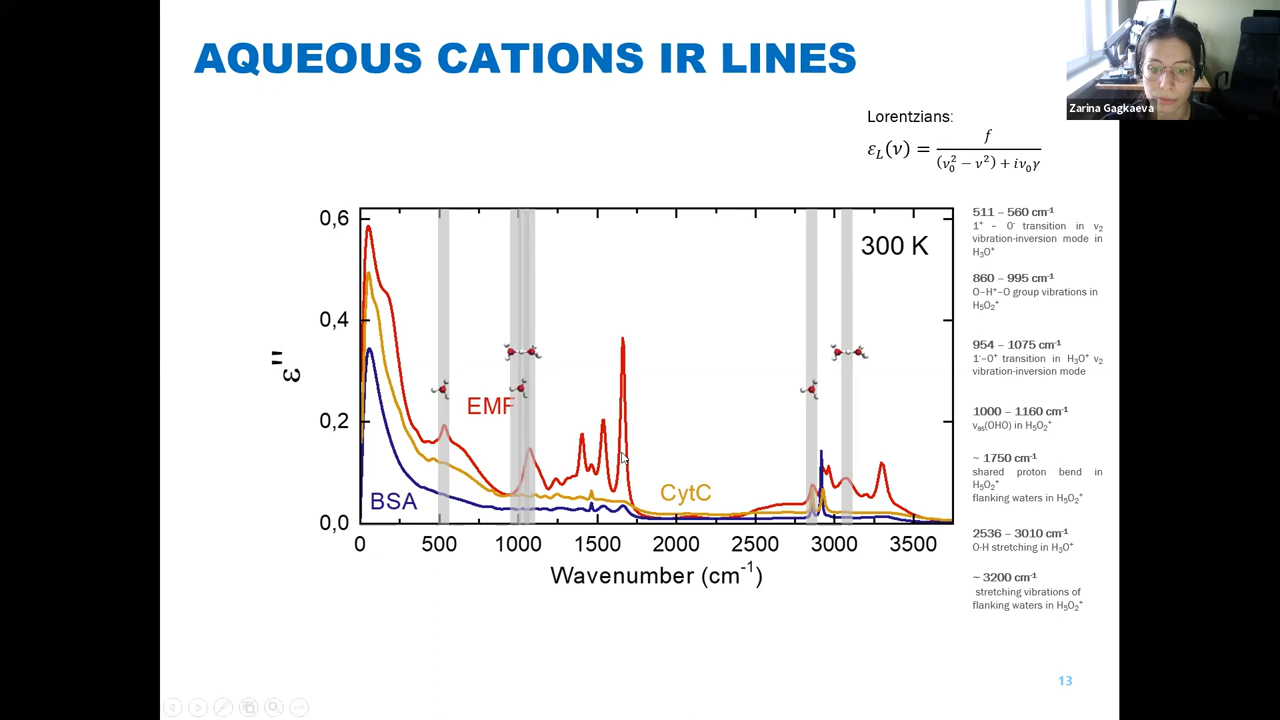 AQUEOUS CATIONS IR LINES
Zarina Gagkaeva
Lorentzians:
ε_L(ν) = f / ((ν₀² − ν²) + iν₀γ)
0,6
0,4
0,2
0,0
ε''
300 K
EMF
BSA
CytC
0 500 1000 1500 2000 2500 3000 3500
Wavenumber (cm⁻¹)
511 – 560 cm⁻¹
1⁺ – 0⁻ transition in ν₂
vibration-inversion mode in
H₃O⁺
860 – 995 cm⁻¹
O–H⁺–O group vibrations in
H₅O₂⁺
954 – 1075 cm⁻¹
1⁻–0⁺ transition in H₃O⁺ ν₂
vibration-inversion mode
1000 – 1160 cm⁻¹
ν_as(OHO) in H₅O₂⁺
~ 1750 cm⁻¹
shared proton bend in
H₅O₂⁺
flanking waters in H₅O₂⁺
2536 – 3010 cm⁻¹
O-H stretching in H₃O⁺
~ 3200 cm⁻¹
stretching vibrations of
flanking waters in H₅O₂⁺
13